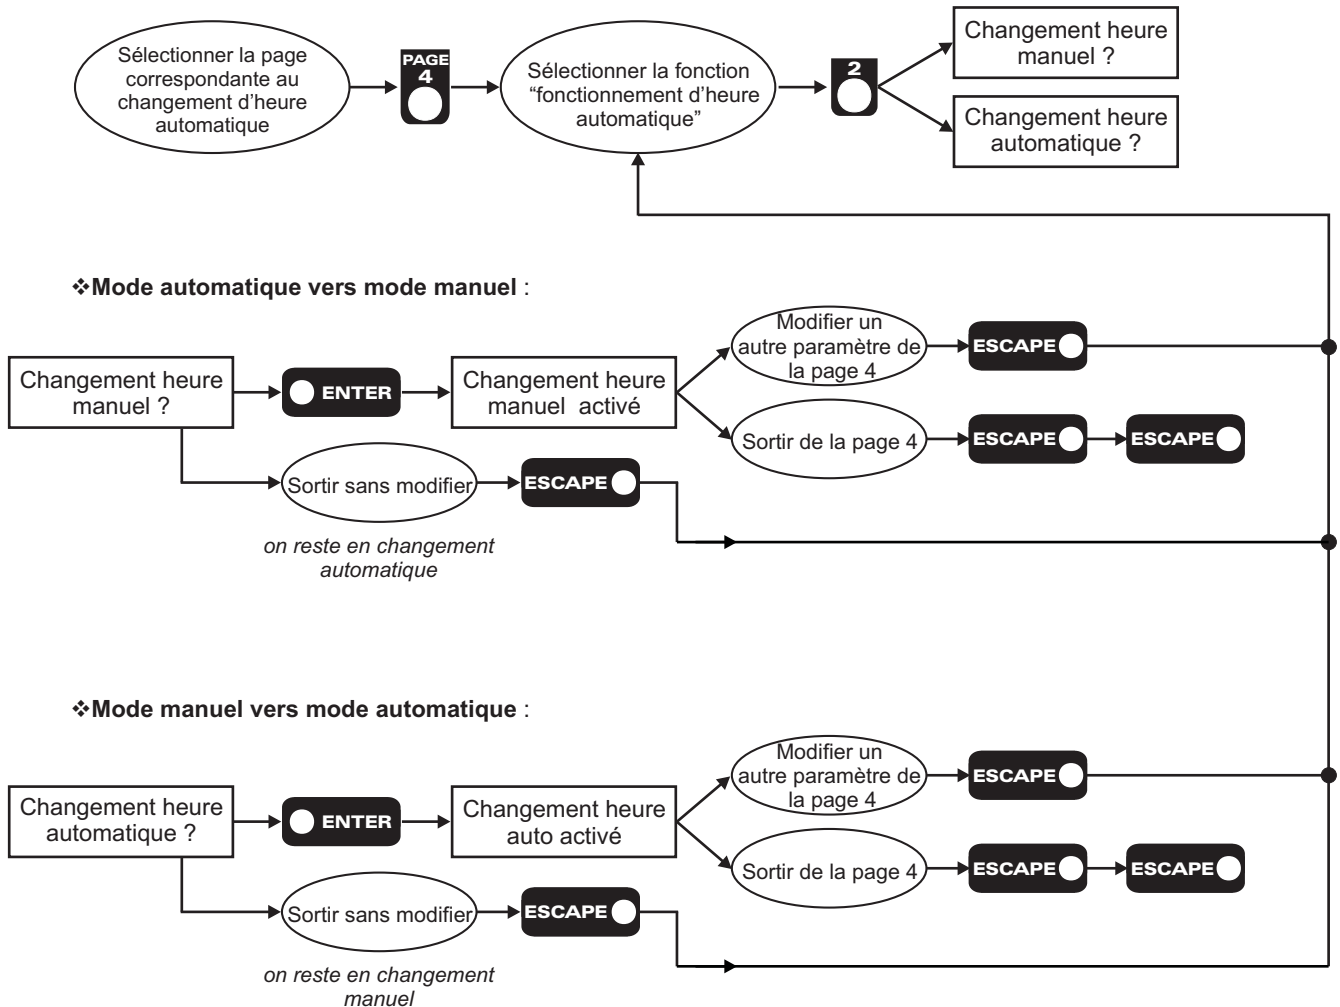 Sélectionner la page
correspondante au
changement d'heure
automatique
PAGE
4
Sélectionner la fonction
“fonctionnement d'heure
automatique”
2
Changement heure
manuel ?
Changement heure
automatique ?
❖Mode automatique vers mode manuel :
Changement heure
manuel ?
ENTER
Changement heure
manuel activé
Modifier un
autre paramètre de
la page 4
ESCAPE
Sortir de la page 4
ESCAPE
ESCAPE
Sortir sans modifier
ESCAPE
on reste en changement
automatique
❖Mode manuel vers mode automatique :
Changement heure
automatique ?
ENTER
Changement heure
auto activé
Modifier un
autre paramètre de
la page 4
ESCAPE
Sortir de la page 4
ESCAPE
ESCAPE
Sortir sans modifier
ESCAPE
on reste en changement
manuel